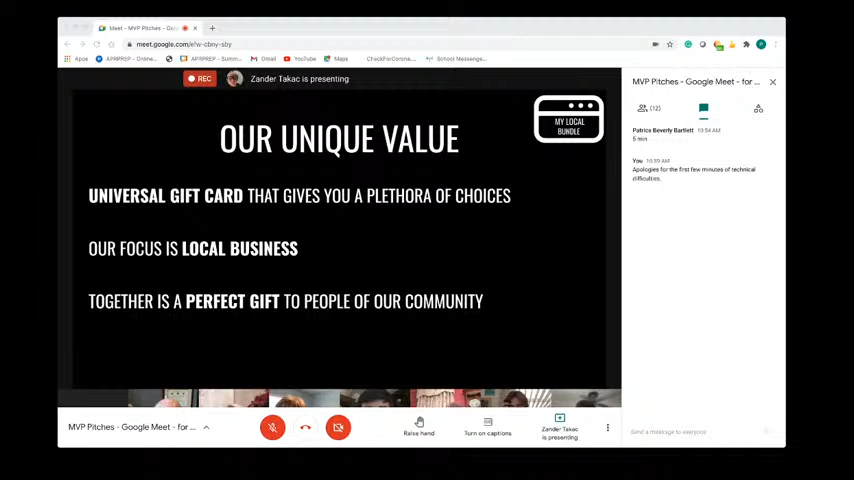 Meet - MVP Pitches - Goo
meet.google.com/efw-cbny-sby
Apps
APRPREP - Online...
APRPREP - Summ...
Gmail
YouTube
Maps
CheckForCorona...
School Messenge...
REC
Zander Takac is presenting
MY LOCAL
BUNDLE
OUR UNIQUE VALUE
UNIVERSAL GIFT CARD THAT GIVES YOU A PLETHORA OF CHOICES
OUR FOCUS IS LOCAL BUSINESS
TOGETHER IS A PERFECT GIFT TO PEOPLE OF OUR COMMUNITY
MVP Pitches - Google Meet - for ...
(12)
Patrice Beverly Bartlett 10:54 AM
5 min
You 10:59 AM
Apologies for the first few minutes of technical
difficulties.
Send a message to everyone
MVP Pitches - Google Meet - for ...
Raise hand
Turn on captions
Zander Takac
is presenting